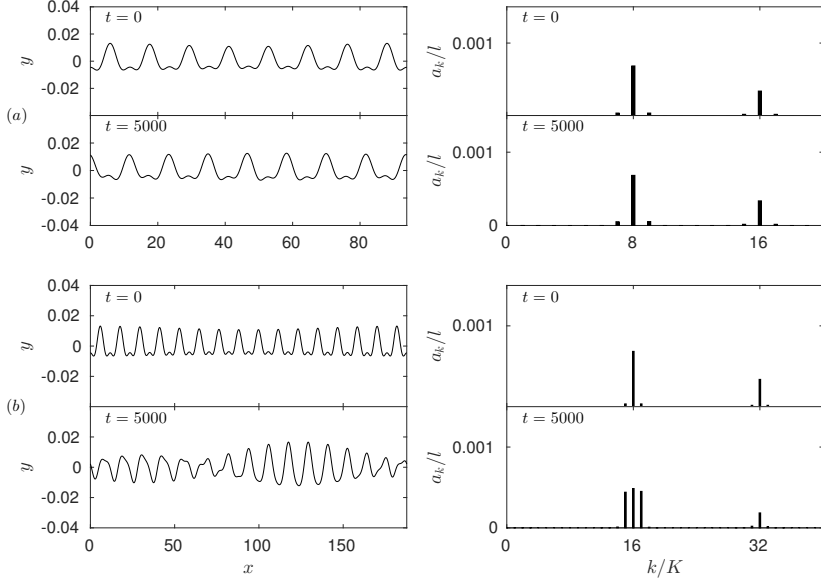 (a)
0.04
0.02
0
-0.02
y
t = 0
0.02
0
-0.02
-0.04
y
t = 5000
0 20 40 60 80
0.001
a_k/l
t = 0
0.001
0
a_k/l
t = 5000
8 16
(b)
0.04
0.02
0
-0.02
y
t = 0
0.02
0
-0.02
-0.04
y
t = 5000
0 50 100 150
x
0.001
a_k/l
t = 0
0.001
0
a_k/l
t = 5000
0 16 32
k/K